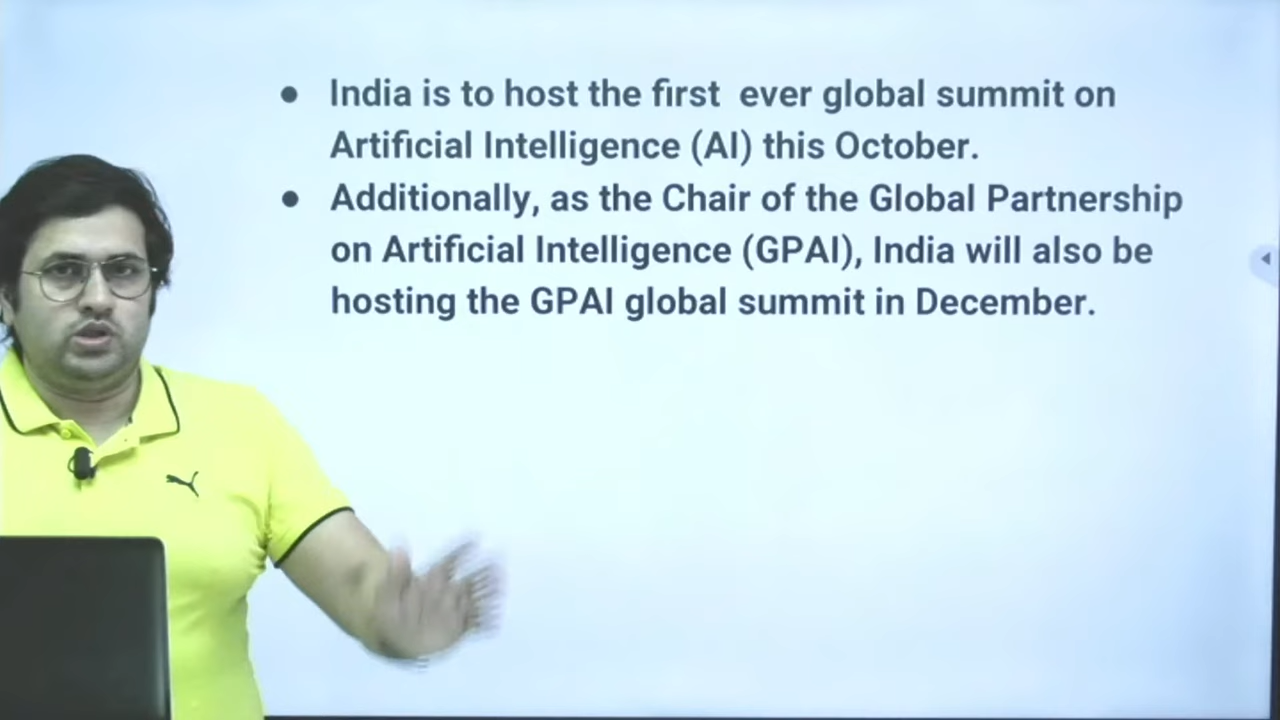 ● India is to host the first ever global summit on
Artificial Intelligence (AI) this October.
● Additionally, as the Chair of the Global Partnership
on Artificial Intelligence (GPAI), India will also be
hosting the GPAI global summit in December.